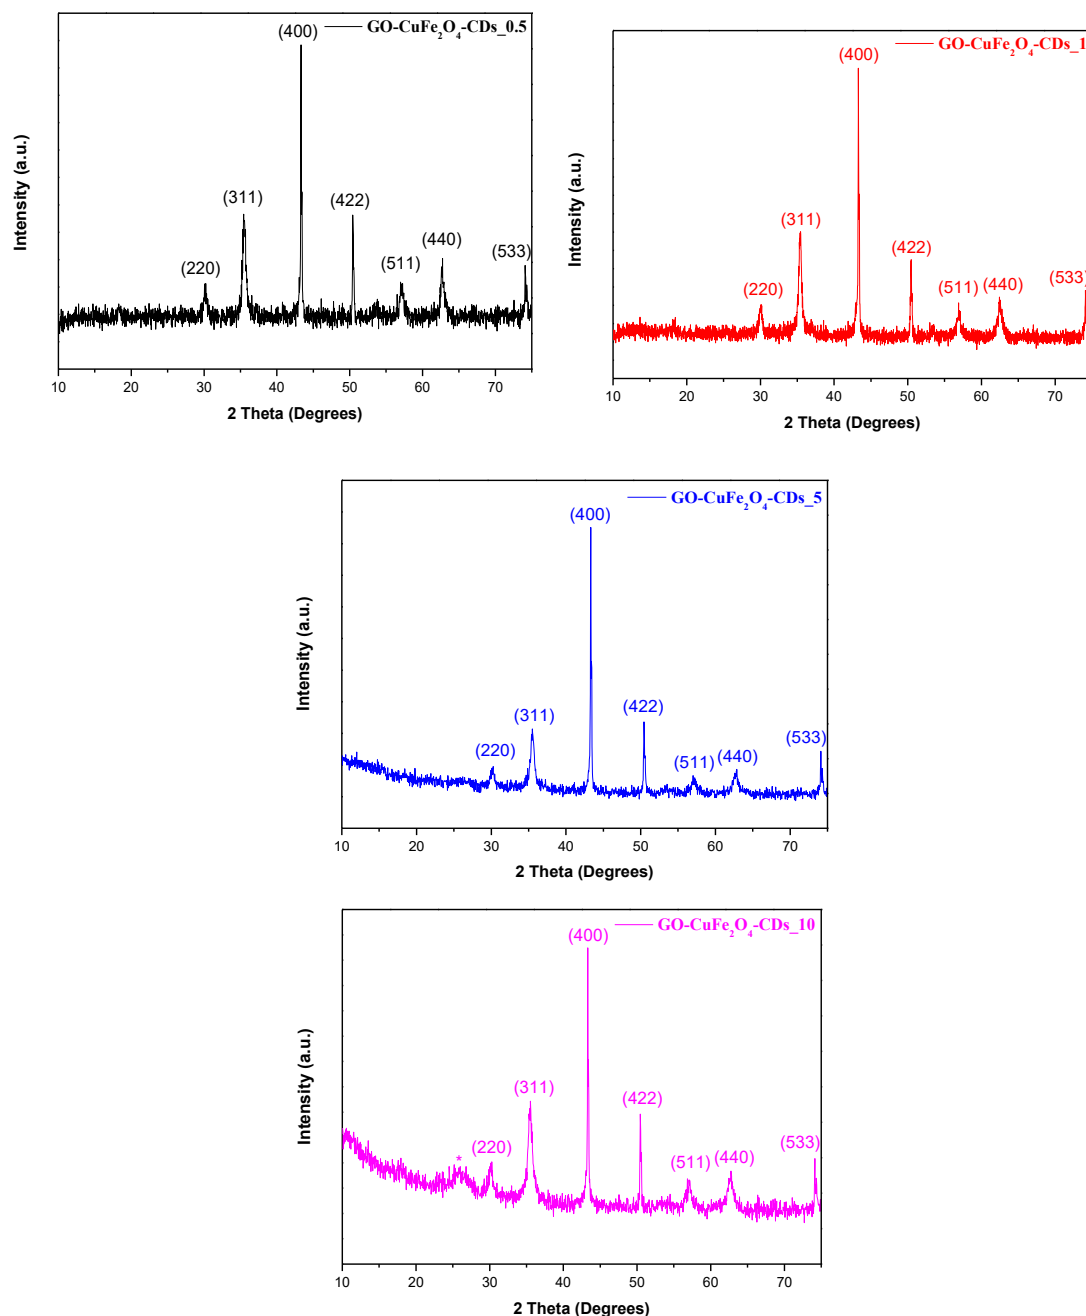 GO-CuFe₂O₄-CDs_0.5
(400)
(311)
(422)
(440)
(220)
(511)
(533)
Intensity (a.u.)
10 20 30 40 50 60 70
2 Theta (Degrees)
GO-CuFe₂O₄-CDs_1
(400)
(311)
(422)
(220)
(511)
(440)
(533)
Intensity (a.u.)
10 20 30 40 50 60 70
2 Theta (Degrees)
GO-CuFe₂O₄-CDs_5
(400)
(311)
(422)
(220)
(511)
(440)
(533)
Intensity (a.u.)
10 20 30 40 50 60 70
2 Theta (Degrees)
GO-CuFe₂O₄-CDs_10
(400)
(311)
(422)
*
(220)
(511)
(440)
(533)
Intensity (a.u.)
10 20 30 40 50 60 70
2 Theta (Degrees)